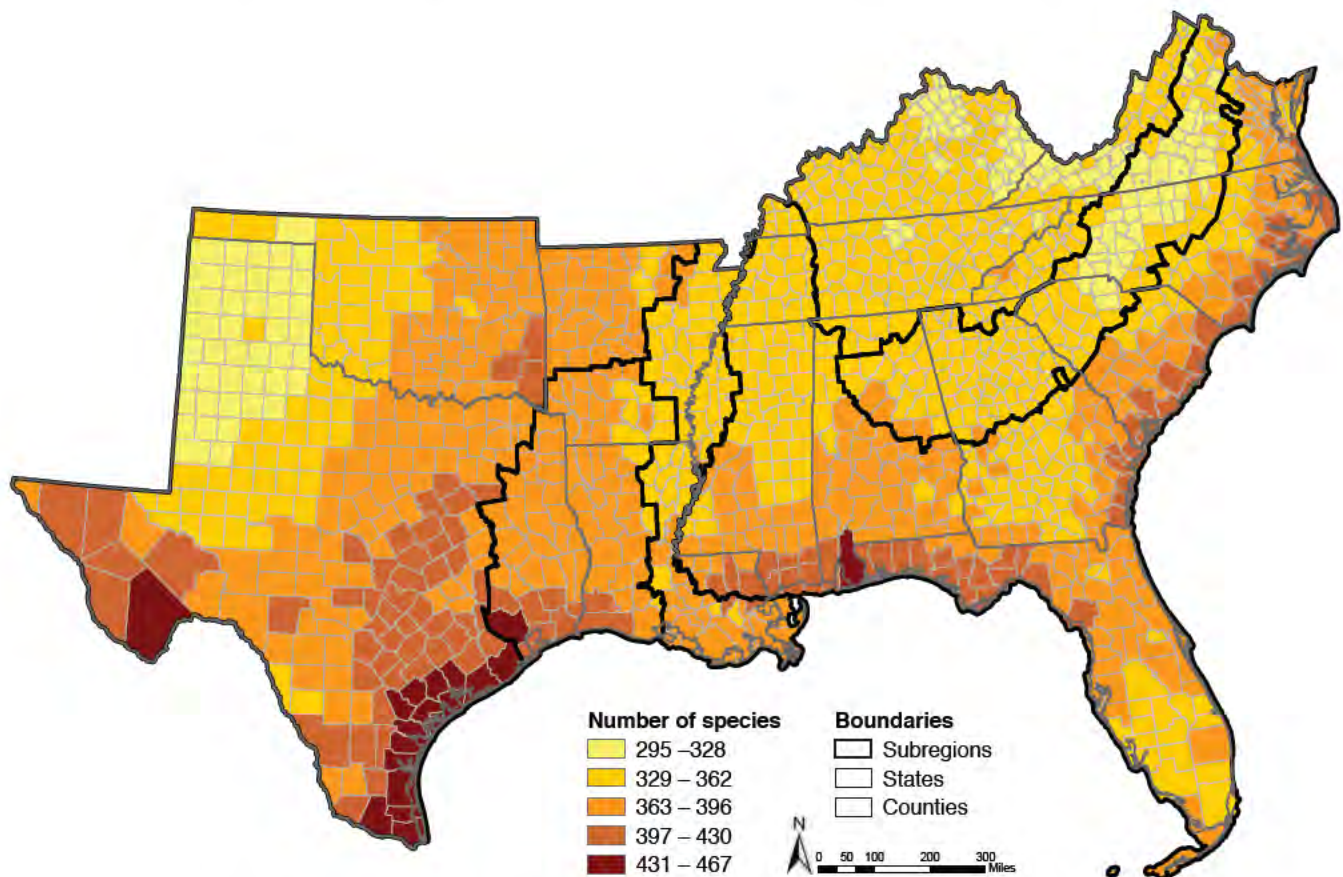 Number of species
295 –328
329 – 362
363 – 396
397 – 430
431 – 467
Boundaries
Subregions
States
Counties
N
0 50 100 200 300
Miles